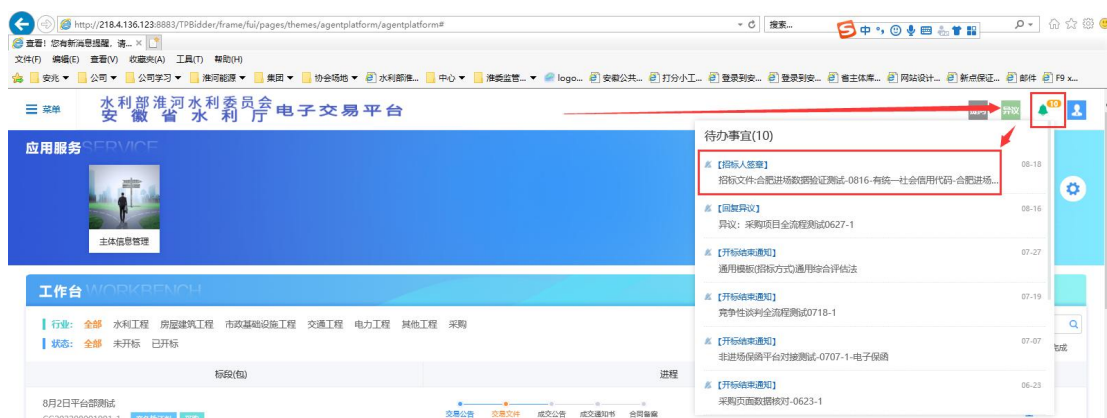 http://218.4.136.123:8883/TPBidder/frame/fui/pages/themes/agentplatform/agentplatform#
搜索...
中
查看! 您有新消息提醒，请...
文件(F) 编辑(E) 查看(V) 收藏夹(A) 工具(T) 帮助(H)
安兆 公司 公司学习 淮河能源 集团 协会场地 水利部淮... 中心 淮委监管... logo... 安徽公共... 打分小工... 登录到安... 登录到安... 省主体库... 网站设计... 新点保证... 邮件 F9 x...
菜单
水利部淮河水利委员会
安徽省水利厅
电子交易平台
异议
10
应用服务SERVICE
主体信息管理
待办事宜(10)
【招标人签章】 08-18
招标文件:合肥进场数据验证测试-0816-有统一社会信用代码-合肥进场...
【回复异议】 08-16
异议：采购项目全流程测试0627-1
【开标结束通知】 07-27
通用模板(招标方式)通用综合评估法
【开标结束通知】 07-19
竞争性谈判全流程测试0718-1
【开标结束通知】 07-07
非进场保函平台对接测试-0707-1-电子保函
【开标结束通知】 06-23
采购页面数据核对-0623-1
工作台WORKBENCH
行业: 全部 水利工程 房屋建筑工程 市政基础设施工程 交通工程 电力工程 其他工程 采购
状态: 全部 未开标 已开标
完成
标段(包) 进程
8月2日平台部测试
交易公告 交易文件 成交公告 成交通知书 合同备案